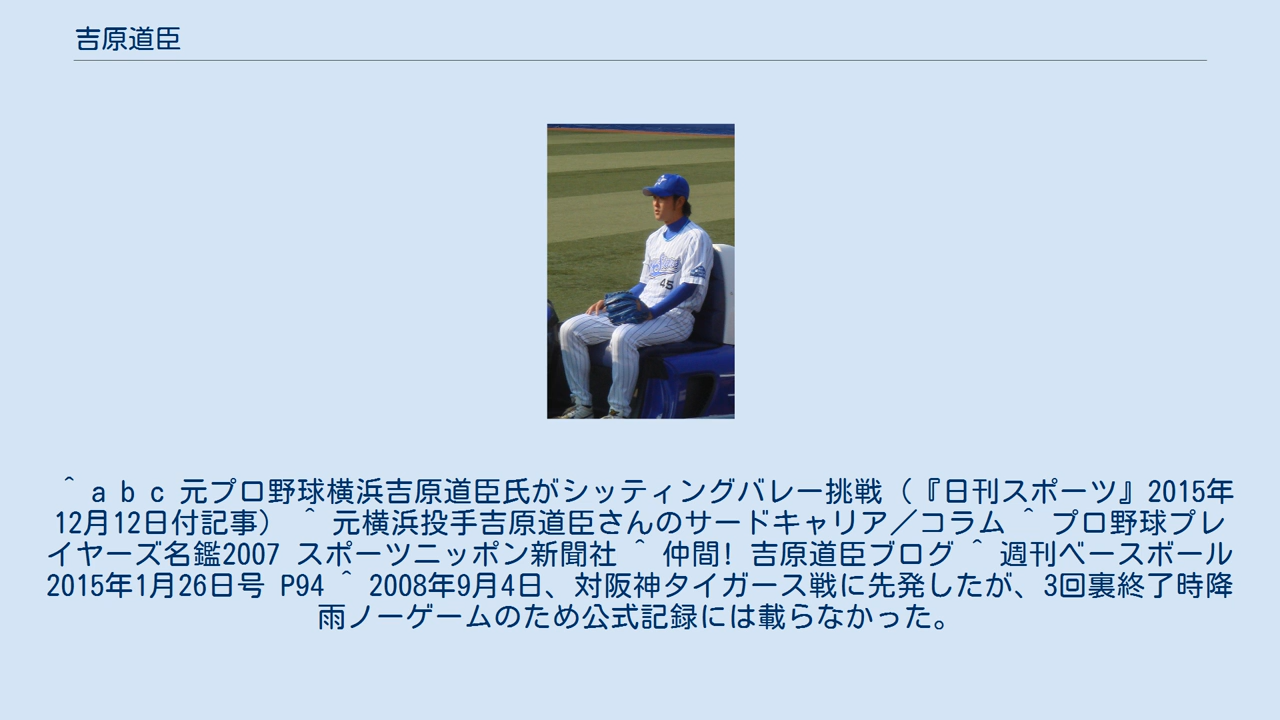 吉原道臣
45
^ a b c 元プロ野球横浜吉原道臣氏がシッティングバレー挑戦（『日刊スポーツ』2015年
12月12日付記事） ^ 元横浜投手吉原道臣さんのサードキャリア／コラム ^ プロ野球プレ
イヤーズ名鑑2007 スポーツニッポン新聞社 ^ 仲間! 吉原道臣ブログ ^ 週刊ベースボール
2015年1月26日号 P94 ^ 2008年9月4日、対阪神タイガース戦に先発したが、3回裏終了時降
雨ノーゲームのため公式記録には載らなかった。